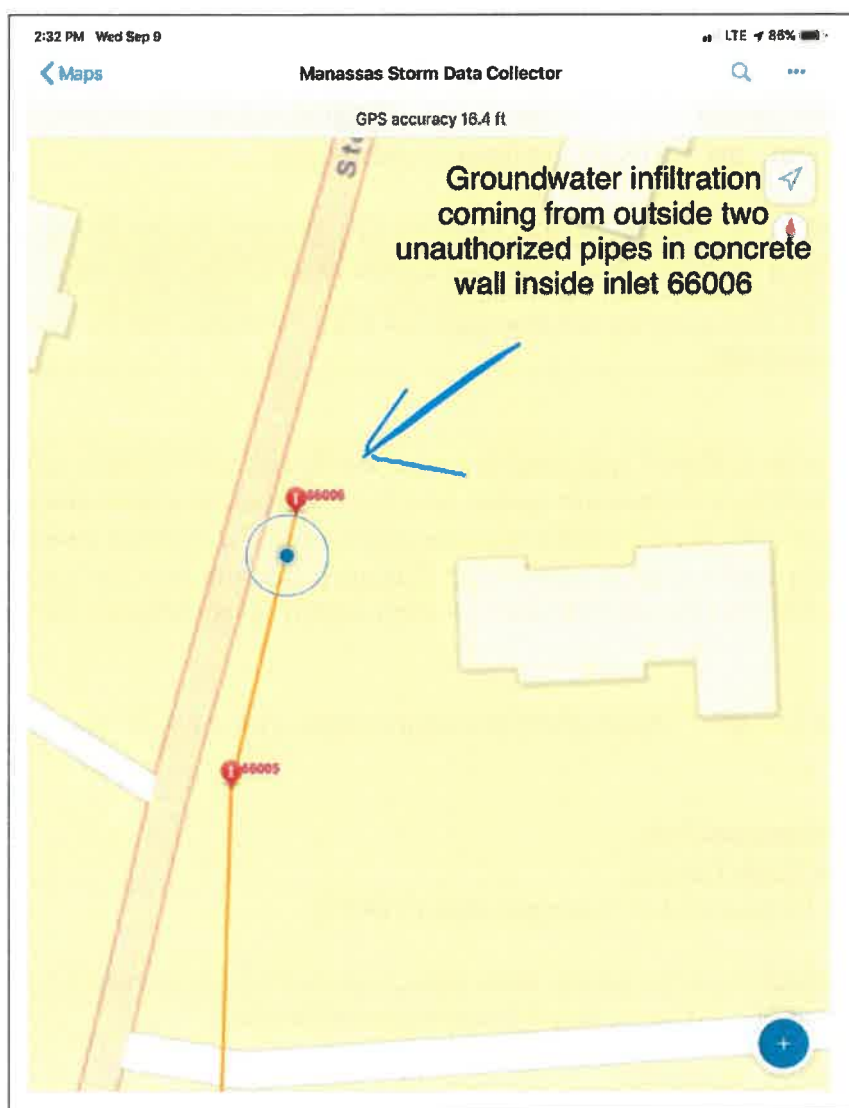 2:32 PM Wed Sep 9 LTE 86%
Maps Manassas Storm Data Collector
GPS accuracy 16.4 ft
Groundwater infiltration
coming from outside two
unauthorized pipes in concrete
wall inside inlet 66006
66006
66005